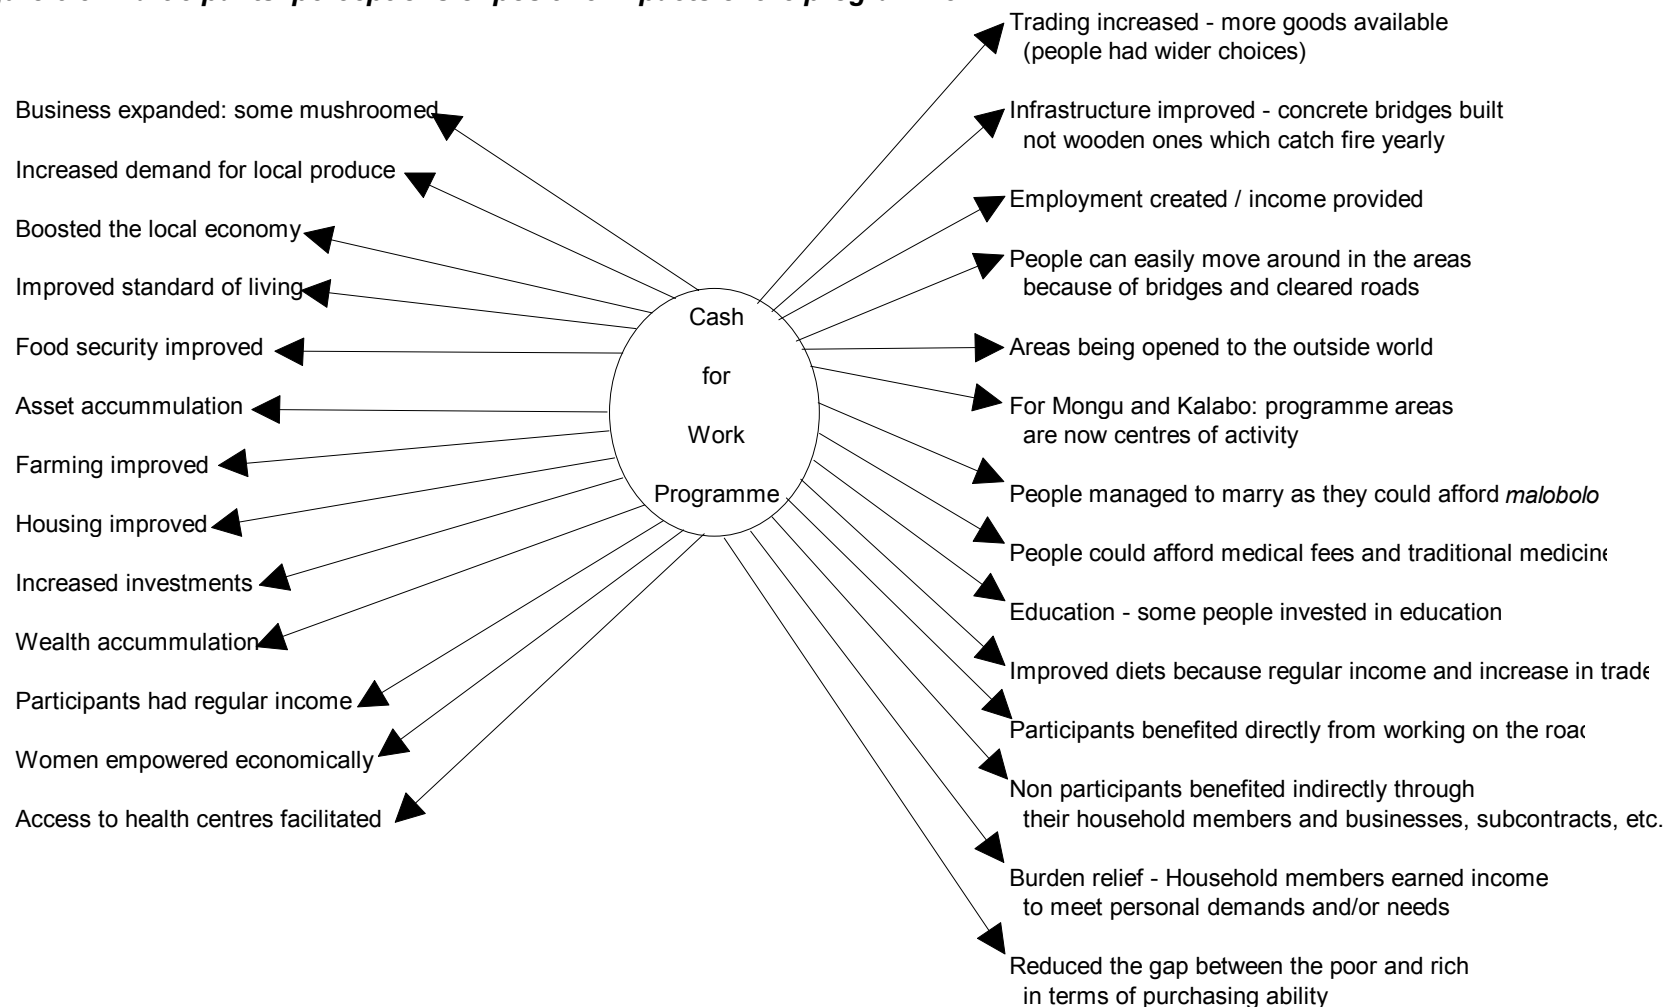 participants' perceptions of positive impacts of the programme
Business expanded: some mushroomed
Increased demand for local produce
Boosted the local economy
Improved standard of living
Food security improved
Asset accummulation
Farming improved
Housing improved
Increased investments
Wealth accummulation
Participants had regular income
Women empowered economically
Access to health centres facilitated
Cash
for
Work
Programme
Trading increased - more goods available
(people had wider choices)
Infrastructure improved - concrete bridges built
not wooden ones which catch fire yearly
Employment created / income provided
People can easily move around in the areas
because of bridges and cleared roads
Areas being opened to the outside world
For Mongu and Kalabo: programme areas
are now centres of activity
People managed to marry as they could afford malobolo
People could afford medical fees and traditional medicine
Education - some people invested in education
Improved diets because regular income and increase in trade
Participants benefited directly from working on the road
Non participants benefited indirectly through
their household members and businesses, subcontracts, etc.
Burden relief - Household members earned income
to meet personal demands and/or needs
Reduced the gap between the poor and rich
in terms of purchasing ability